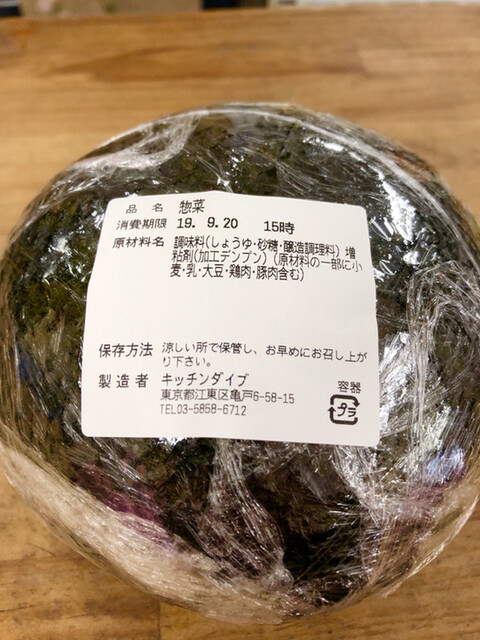 品名 惣菜
消費期限 19. 9.20 15時
原材料名 調味料(しょうゆ・砂糖・醸造調理料) 増
粘剤(加工デンプン) (原材料の一部に小
麦・乳・大豆・鶏肉・豚肉含む)
保存方法 涼しい所で保管し、お早めにお召し上が
り下さい。
製造者 キッチンダイブ
東京都江東区亀戸6-58-15
TEL03-5858-6712
容器
プラ